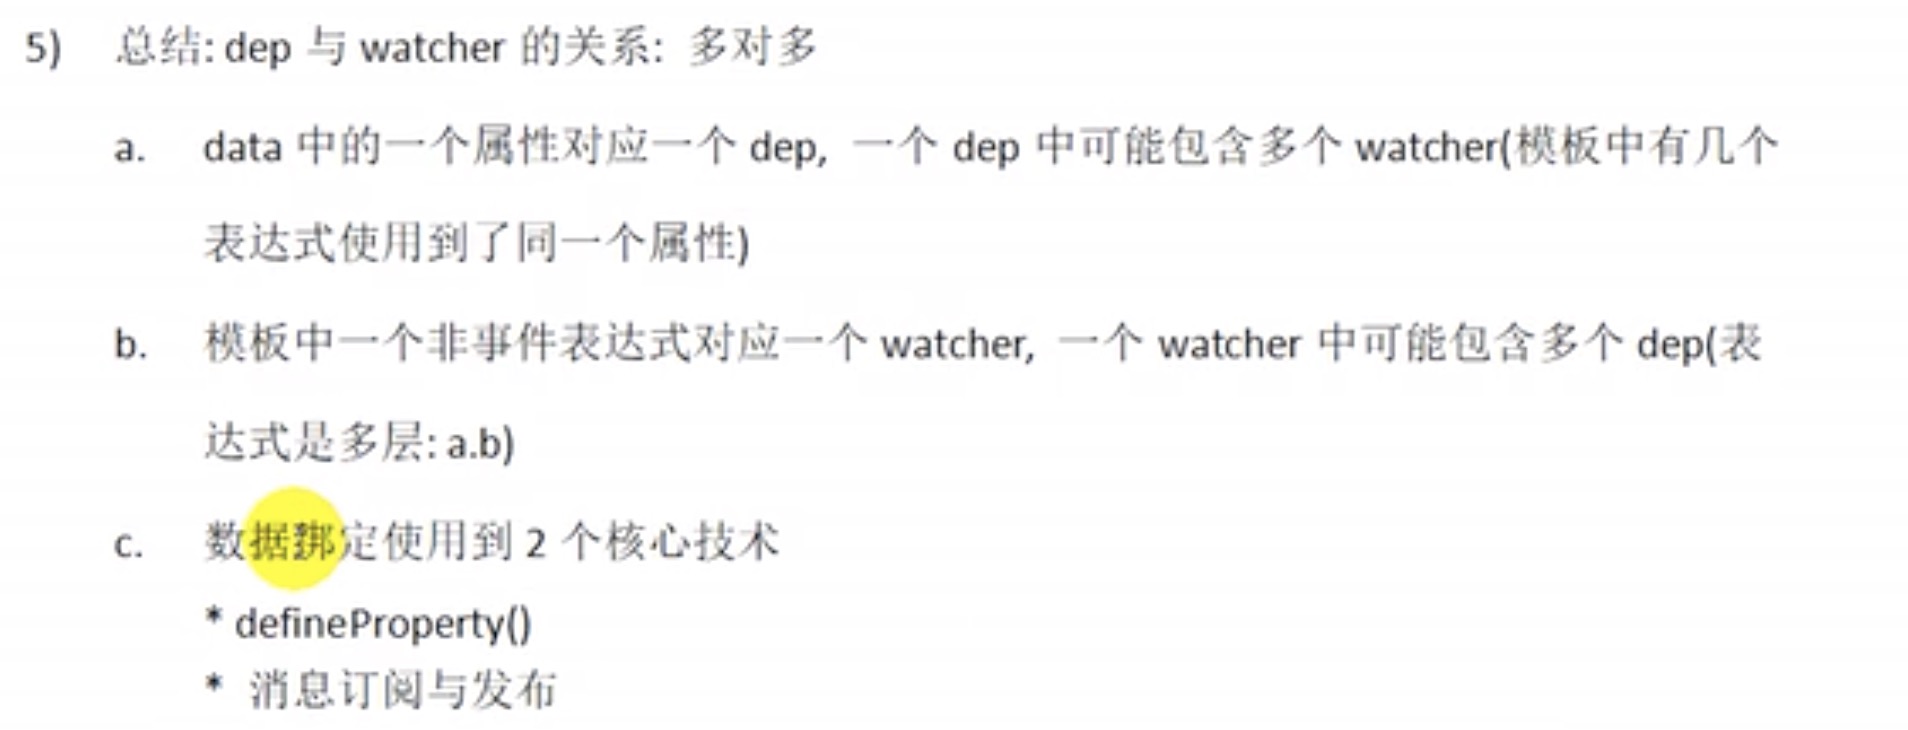 5) 总结: dep 与 watcher 的关系: 多对多
a. data 中的一个属性对应一个 dep, 一个 dep 中可能包含多个 watcher(模板中有几个
表达式使用到了同一个属性)
b. 模板中一个非事件表达式对应一个 watcher, 一个 watcher 中可能包含多个 dep(表
达式是多层: a.b)
c. 数据绑定使用到 2 个核心技术
* defineProperty()
* 消息订阅与发布